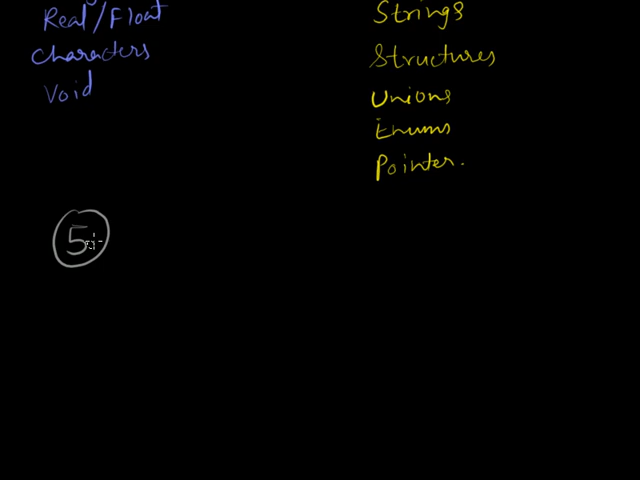 Real/Float
Characters
Void
Strings
Structures
Unions
Enums
Pointer.
5